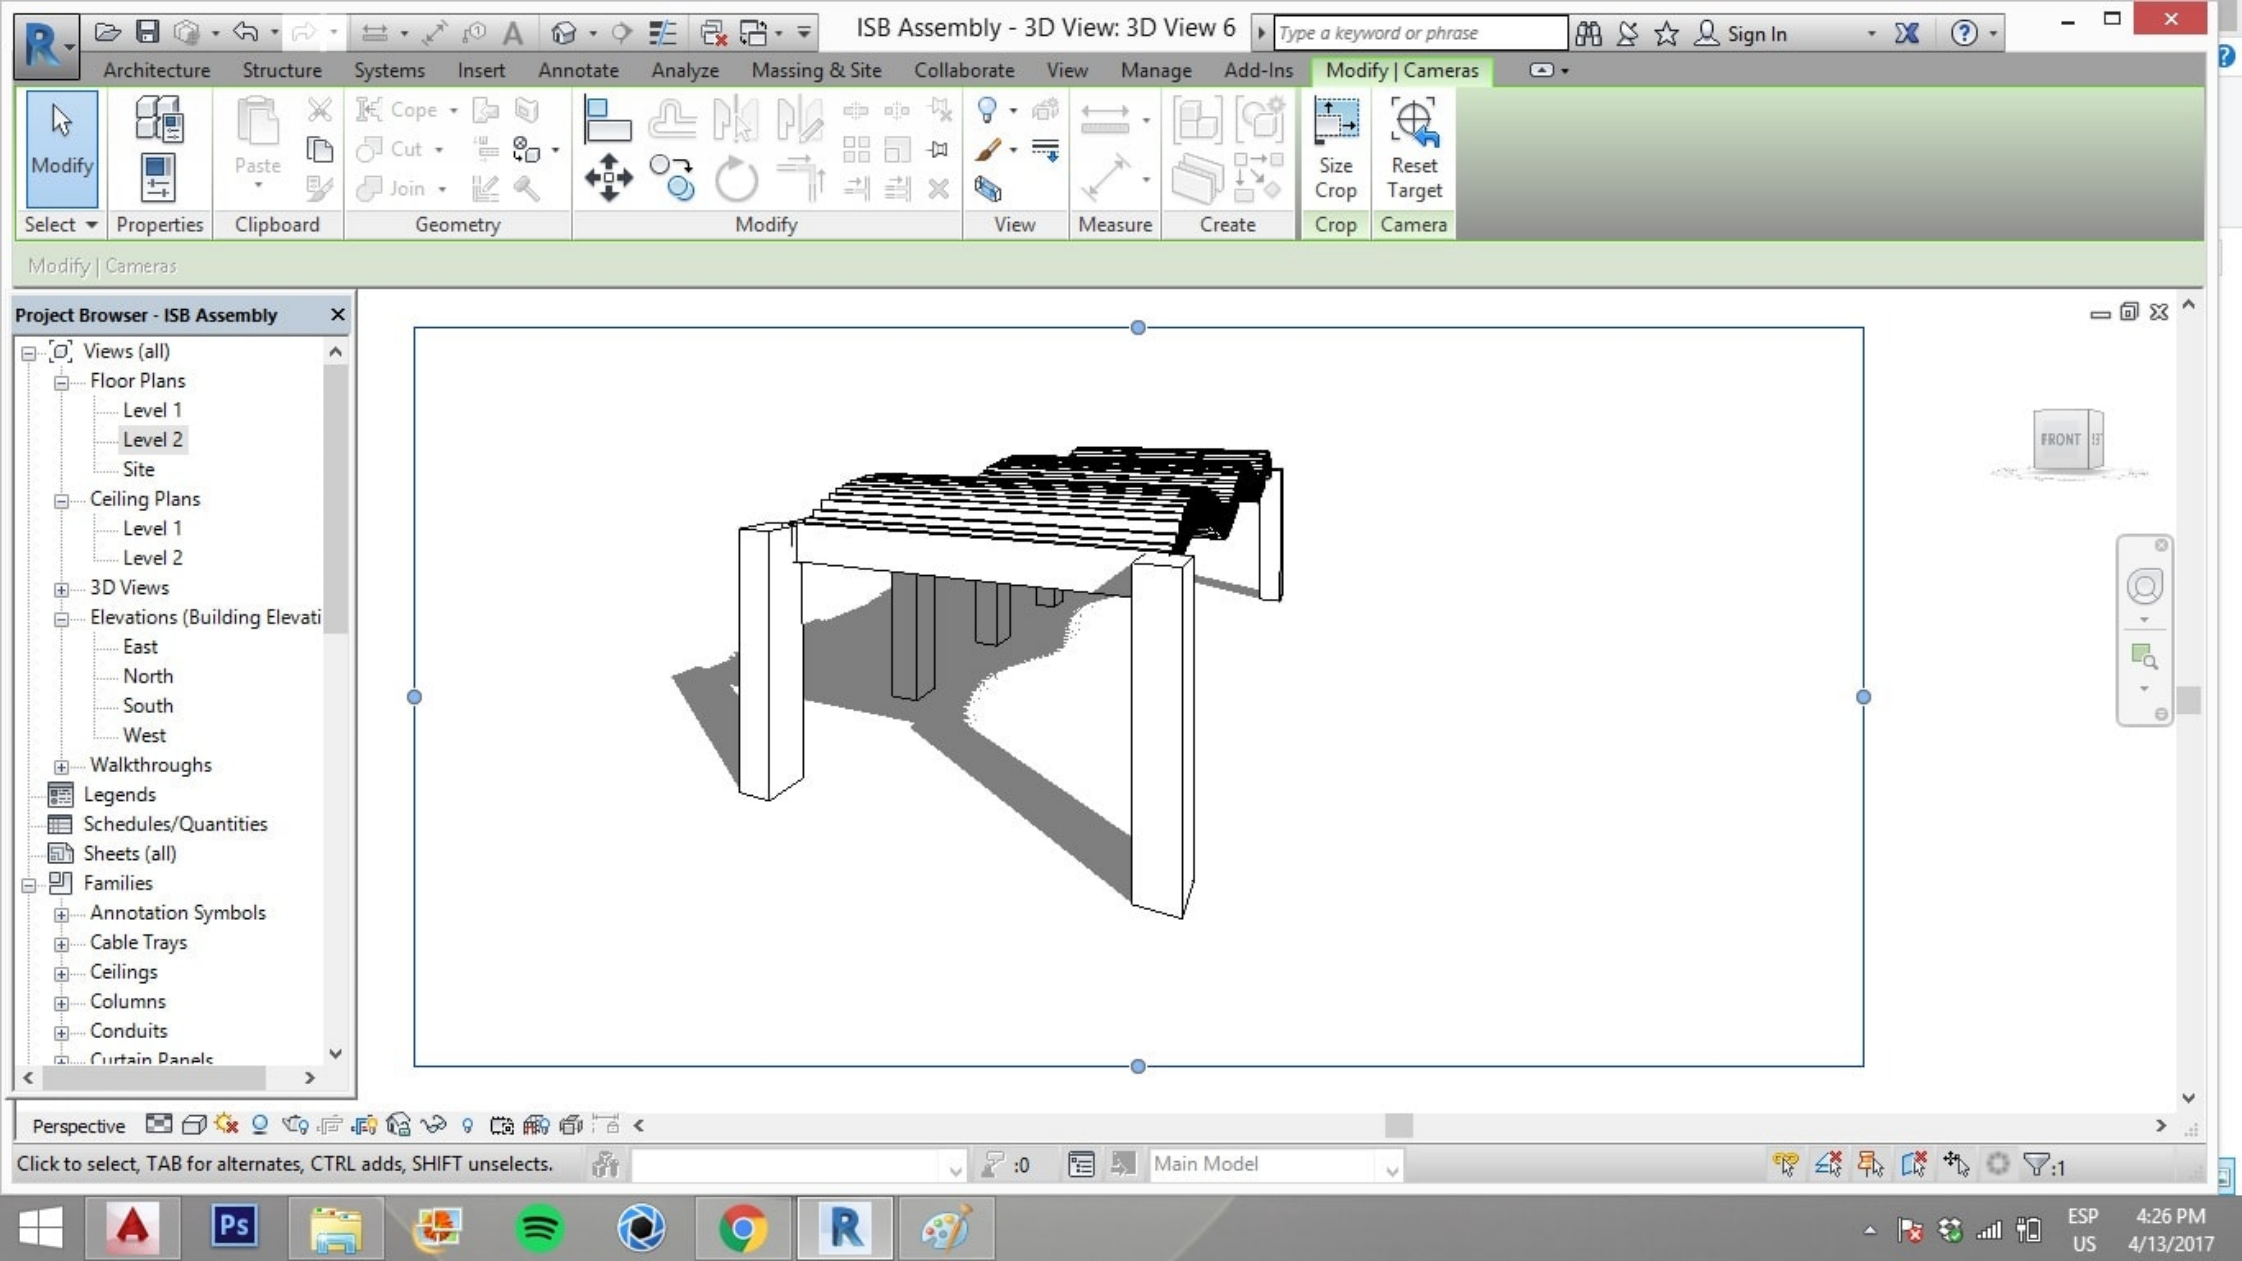 ISB Assembly - 3D View: 3D View 6
Type a keyword or phrase
Sign In
Architecture Structure Systems Insert Annotate Analyze Massing & Site Collaborate View Manage Add-Ins Modify | Cameras
Modify
Paste
Cope
Cut
Join
Size Crop
Reset Target
Select Properties Clipboard Geometry Modify View Measure Create Crop Camera
Modify | Cameras
Project Browser - ISB Assembly
Views (all)
Floor Plans
Level 1
Level 2
Site
Ceiling Plans
Level 1
Level 2
3D Views
Elevations (Building Elevati
East
North
South
West
Walkthroughs
Legends
Schedules/Quantities
Sheets (all)
Families
Annotation Symbols
Cable Trays
Ceilings
Columns
Conduits
Curtain Panels
FRONT
Perspective
Click to select, TAB for alternates, CTRL adds, SHIFT unselects.
:0
Main Model
:1
Ps
ESP
US
4:26 PM
4/13/2017